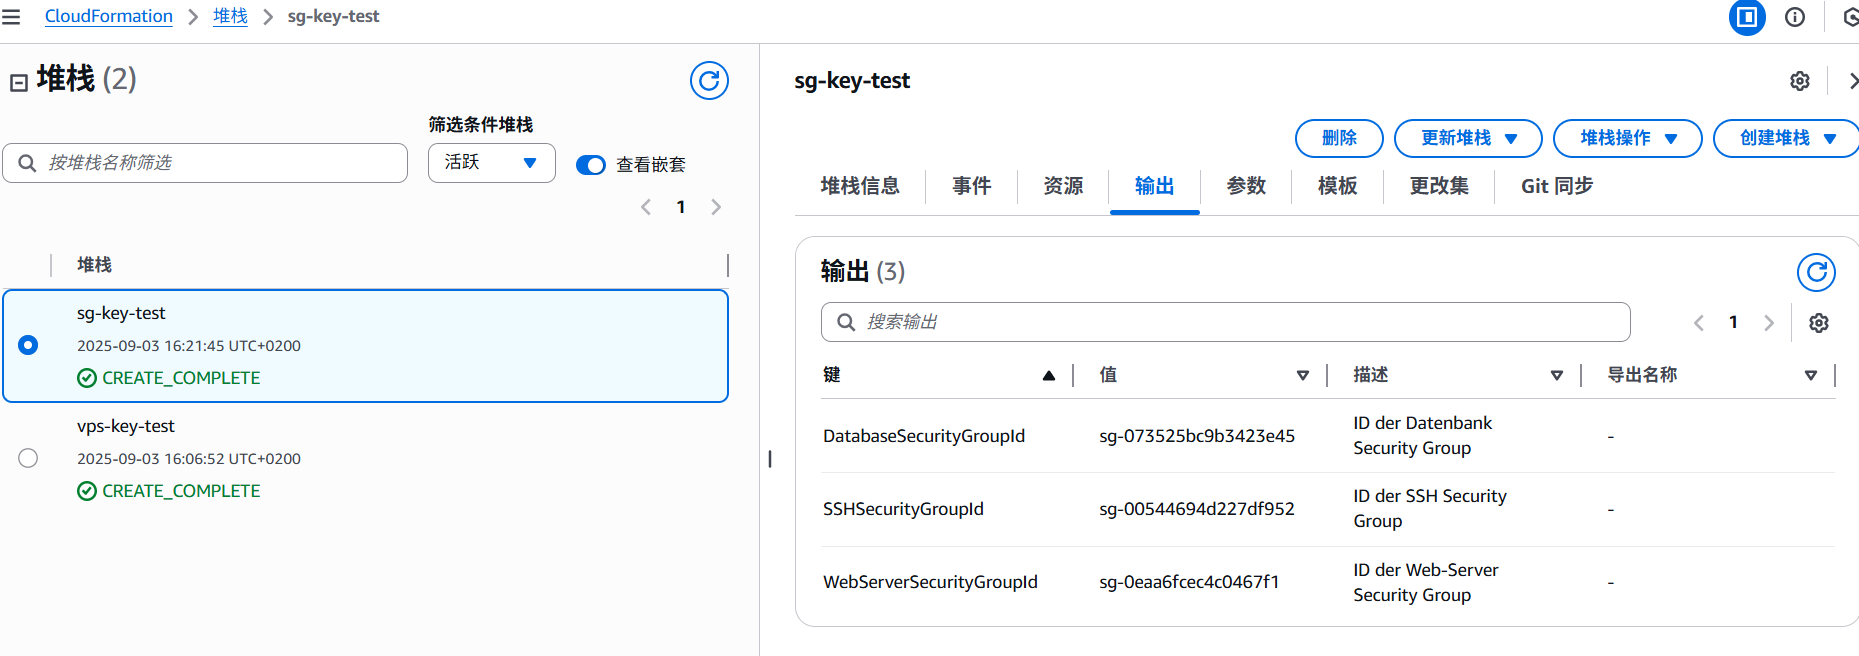 CloudFormation > 堆栈 > sg-key-test
堆栈 (2)
筛选条件堆栈
按堆栈名称筛选
活跃
查看嵌套
1
堆栈
sg-key-test
2025-09-03 16:21:45 UTC+0200
CREATE_COMPLETE
vps-key-test
2025-09-03 16:06:52 UTC+0200
CREATE_COMPLETE
sg-key-test
删除 更新堆栈 堆栈操作 创建堆栈
堆栈信息 事件 资源 输出 参数 模板 更改集 Git 同步
输出 (3)
搜索输出
1
键 值 描述 导出名称
DatabaseSecurityGroupId sg-073525bc9b3423e45 ID der Datenbank
Security Group -
SSHSecurityGroupId sg-00544694d227df952 ID der SSH Security
Group -
WebServerSecurityGroupId sg-0eaa6fcec4c0467f1 ID der Web-Server
Security Group -